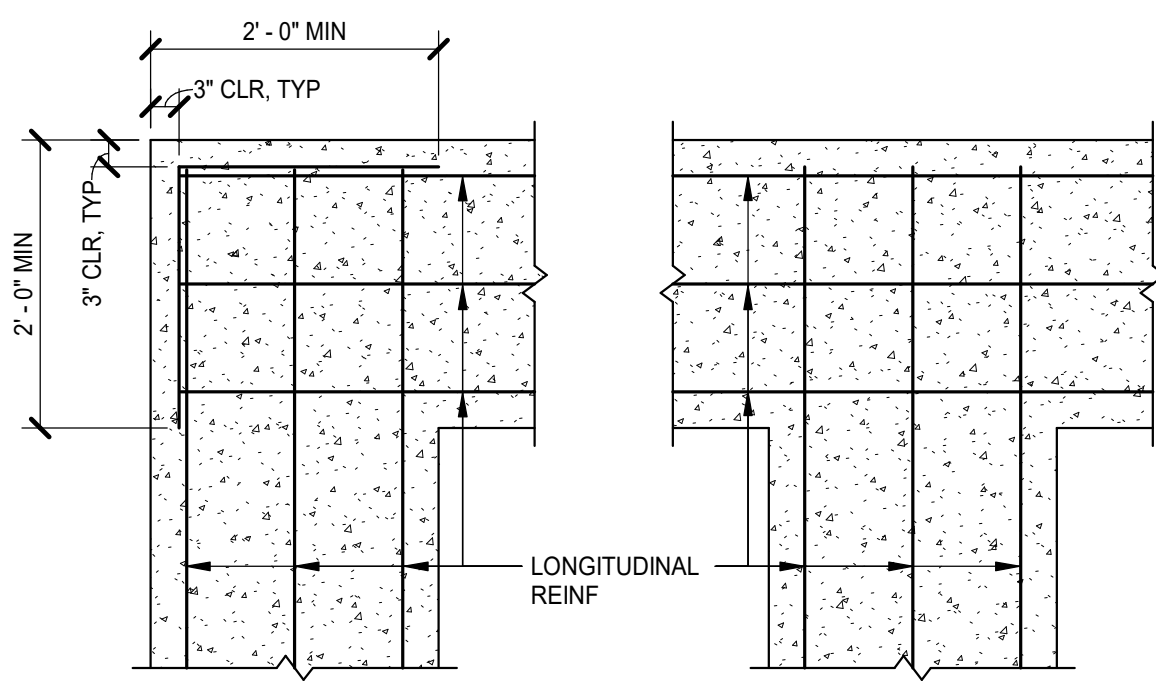 2' - 0" MIN
3" CLR, TYP
3" CLR, TYP
2' - 0" MIN
LONGITUDINAL
REINF